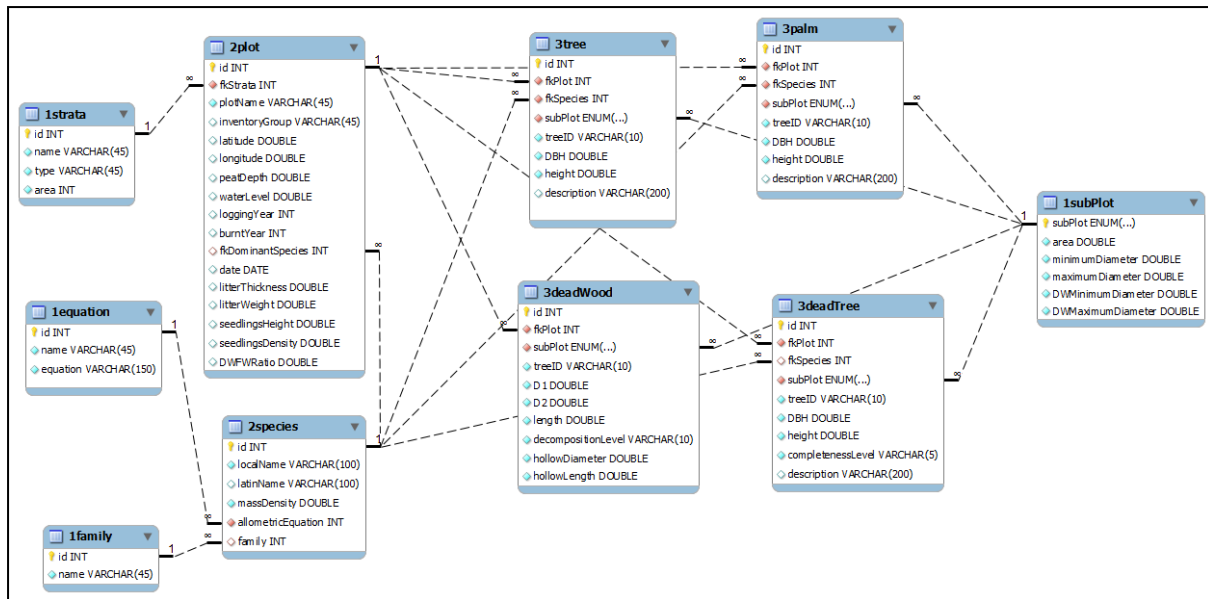 1strata
id INT
name VARCHAR(45)
type VARCHAR(45)
area INT
1equation
id INT
name VARCHAR(45)
equation VARCHAR(150)
1family
id INT
name VARCHAR(45)
2plot
id INT
fkStrata INT
plotName VARCHAR(45)
inventoryGroup VARCHAR(45)
latitude DOUBLE
longitude DOUBLE
peatDepth DOUBLE
waterLevel DOUBLE
loggingYear INT
burntYear INT
fkDominantSpecies INT
date DATE
litterThickness DOUBLE
litterWeight DOUBLE
seedlingsHeight DOUBLE
seedlingsDensity DOUBLE
DWFWRatio DOUBLE
2species
id INT
localName VARCHAR(100)
latinName VARCHAR(100)
massDensity DOUBLE
allometricEquation INT
family INT
3tree
id INT
fkPlot INT
fkSpecies INT
subPlot ENUM(...)
treeID VARCHAR(10)
DBH DOUBLE
height DOUBLE
description VARCHAR(200)
3deadWood
id INT
fkPlot INT
subPlot ENUM(...)
treeID VARCHAR(10)
D1 DOUBLE
D2 DOUBLE
length DOUBLE
decompositionLevel VARCHAR(10)
hollowDiameter DOUBLE
hollowLength DOUBLE
3palm
id INT
fkPlot INT
fkSpecies INT
subPlot ENUM(...)
treeID VARCHAR(10)
DBH DOUBLE
height DOUBLE
description VARCHAR(200)
3deadTree
id INT
fkPlot INT
fkSpecies INT
subPlot ENUM(...)
treeID VARCHAR(10)
DBH DOUBLE
height DOUBLE
completenessLevel VARCHAR(5)
description VARCHAR(200)
1subPlot
subPlot ENUM(...)
area DOUBLE
minimumDiameter DOUBLE
maximumDiameter DOUBLE
DWMinimumDiameter DOUBLE
DWMaximumDiameter DOUBLE
1
∞
1
∞
1
∞
1
∞
1
∞
∞
∞
∞
∞
∞
∞
∞
∞
∞
∞
1